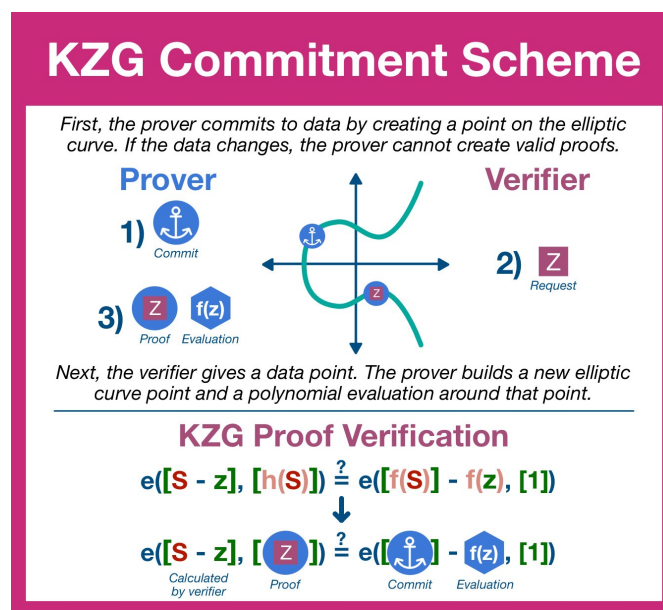 KZG Commitment Scheme
First, the prover commits to data by creating a point on the elliptic
curve. If the data changes, the prover cannot create valid proofs.
Prover
Verifier
1)
Commit
2) Z
Request
3) Z f(z)
Proof Evaluation
Z
Next, the verifier gives a data point. The prover builds a new elliptic
curve point and a polynomial evaluation around that point.
KZG Proof Verification
e([S - z], [h(S)]) ≟ e([f(S)] - f(z), [1])
e([S - z], [Z]) ≟ e([ ] - f(z), [1])
Calculated
by verifier
Proof
Commit
Evaluation